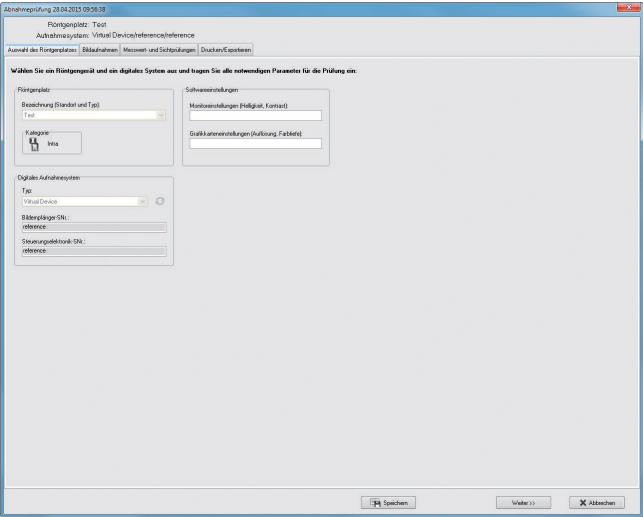 Abnahmeprüfung 28.04.2015 09:56:38
Röntgenplatz: Test
Aufnahmesystem: Virtual Device/reference/reference
Auswahl des Röntgenplatzes Bildaufnahmen Messwert- und Sichtprüfungen Drucken/Exportieren
Wählen Sie ein Röntgengerät und ein digitales System aus und tragen Sie alle notwendigen Parameter für die Prüfung ein:
Röntgenplatz
Bezeichnung (Standort und Typ)
Test
Kategorie
Intra
Softwareeinstellungen
Monitoreinstellungen (Helligkeit, Kontrast):
Grafikkarteneinstellungen (Auflösung, Farbtiefe):
Digitales Aufnahmesystem
Typ:
Virtual Device
Bildempfänger-SNr.:
reference
Steuerungselektronik-SNr.:
reference
Speichern
Weiter >>
Abbrechen